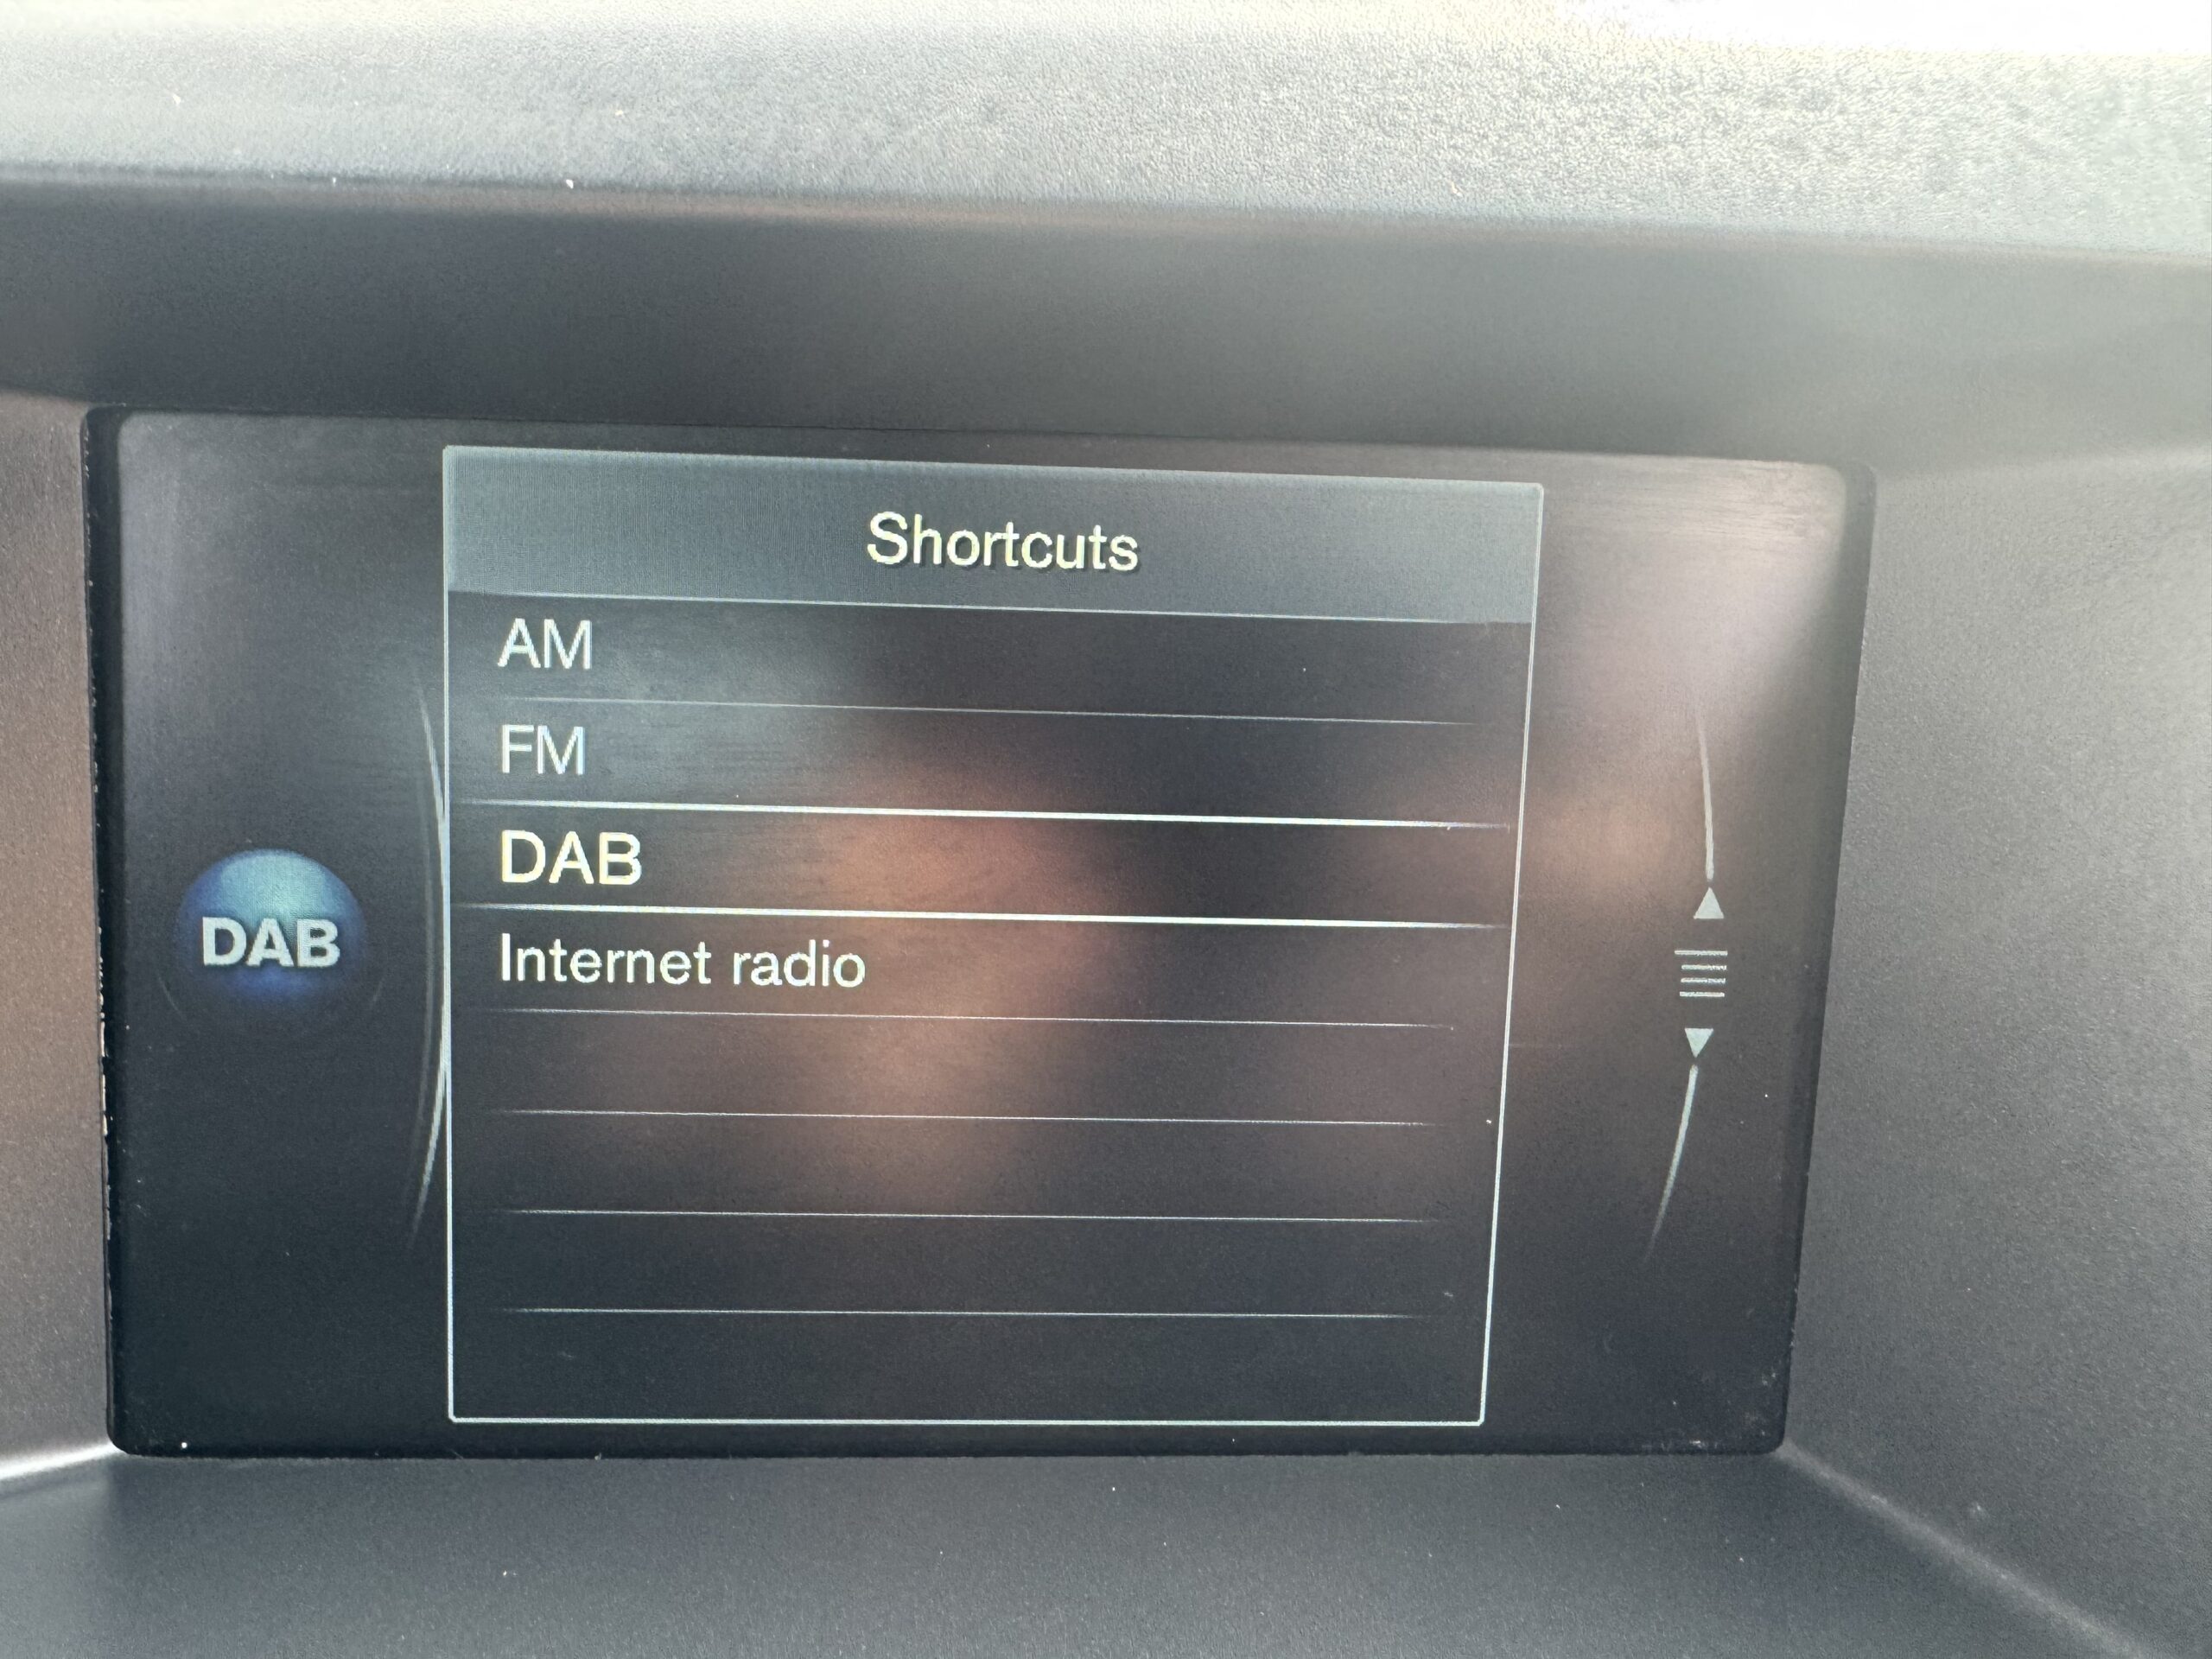 Shortcuts
AM
FM
DAB
Internet radio
DAB